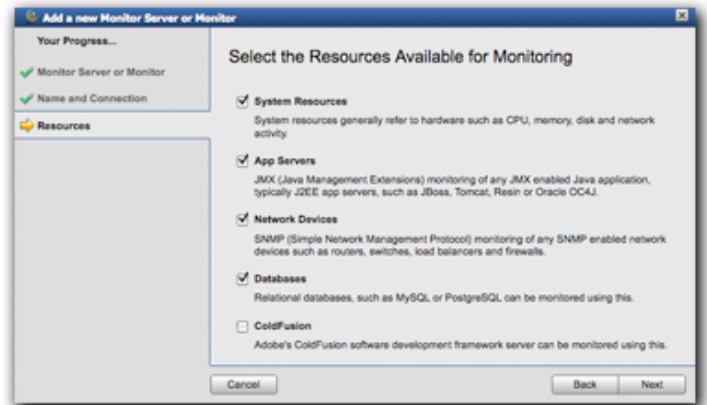 Add a new Monitor Server or Monitor
Your Progress...
Monitor Server or Monitor
Name and Connection
Resources
Select the Resources Available for Monitoring
System Resources
System resources generally refer to hardware such as CPU, memory, disk and network
activity.
App Servers
JMX (Java Management Extensions) monitoring of any JMX enabled Java application,
typically J2EE app servers, such as JBoss, Tomcat, Resin or Oracle OC4J.
Network Devices
SNMP (Simple Network Management Protocol) monitoring of any SNMP enabled network
devices such as routers, switches, load balancers and firewalls.
Databases
Relational databases, such as MySQL or PostgreSQL can be monitored using this.
ColdFusion
Adobe's ColdFusion software development framework server can be monitored using this.
Cancel
Back
Next